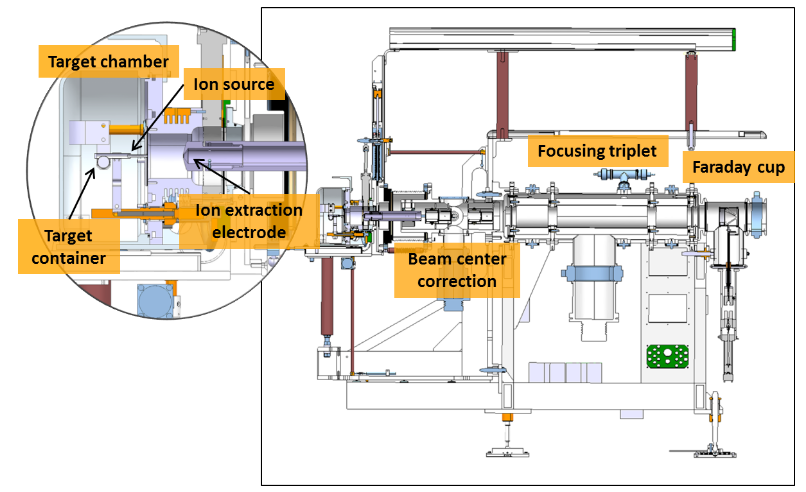 Target chamber
Ion source
Focusing triplet
Faraday cup
Ion extraction
electrode
Target
container
Beam center
correction